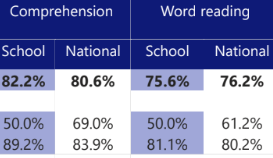 Comprehension Word reading
School National School National
82.2% 80.6% 75.6% 76.2%
50.0% 69.0% 50.0% 61.2%
89.2% 83.9% 81.1% 80.2%